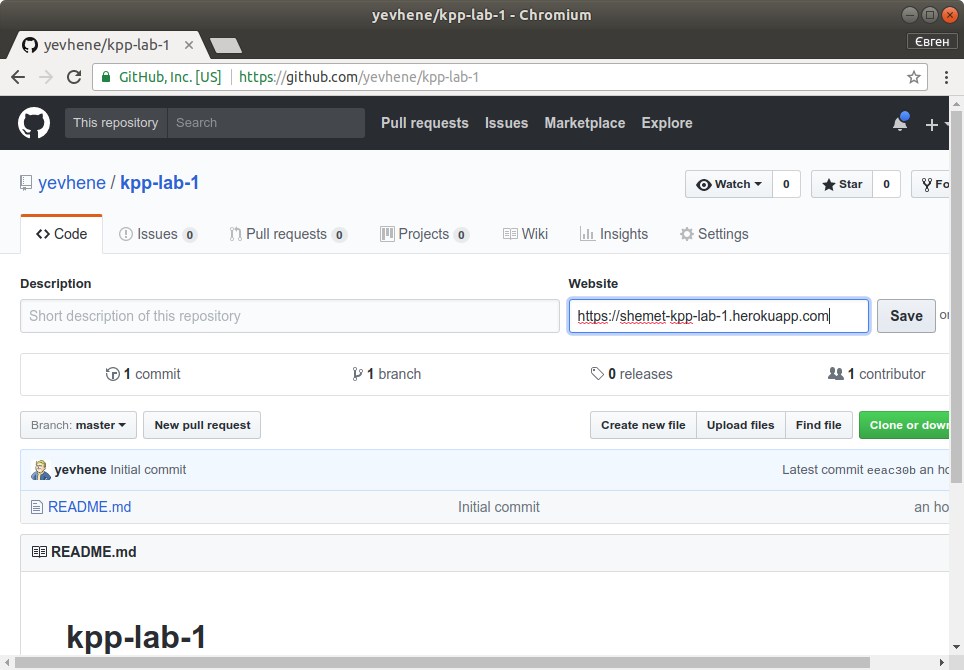 yevhene/kpp-lab-1 - Chromium
yevhene/kpp-lab-1
Євген
GitHub, Inc. [US] https://github.com/yevhene/kpp-lab-1
This repository Search Pull requests Issues Marketplace Explore
yevhene / kpp-lab-1 Watch 0 Star 0 Fo
Code Issues 0 Pull requests 0 Projects 0 Wiki Insights Settings
Description Website
Short description of this repository https://shemet-kpp-lab-1.herokuapp.com Save or
1 commit 1 branch 0 releases 1 contributor
Branch: master New pull request Create new file Upload files Find file Clone or down
yevhene Initial commit Latest commit eeac30b an ho
README.md Initial commit an ho
README.md
kpp-lab-1